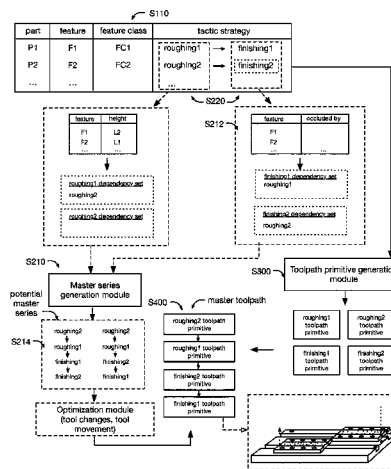 S110
part feature feature class tactic strategy
P1 F1 FC1 roughing1 finishing1
P2 F2 FC2 roughing2 finishing2
... ...
S220
S212
feature height
F1 L2
F2 L1
...
roughing1 dependency set
roughing2
roughing2 dependency set
feature occluded by
F1
F2
...
finishing1 dependency set
roughing1
finishing2 dependency set
roughing2
S210
Master series
generation module
S300
Toolpath primitive generation
module
potential
master
series
S214
roughing2 roughing2
roughing1 roughing1
finishing1 finishing2
finishing2 finishing1
S400
master toolpath
roughing2 toolpath
primitive
roughing1 toolpath
primitive
finishing2 toolpath
primitive
finishing1 toolpath
primitive
roughing1
toolpath
primitive
roughing2
toolpath
primitive
finishing1
toolpath
primitive
finishing2
toolpath
primitive
Optimization module
(tool changes, tool
movement)